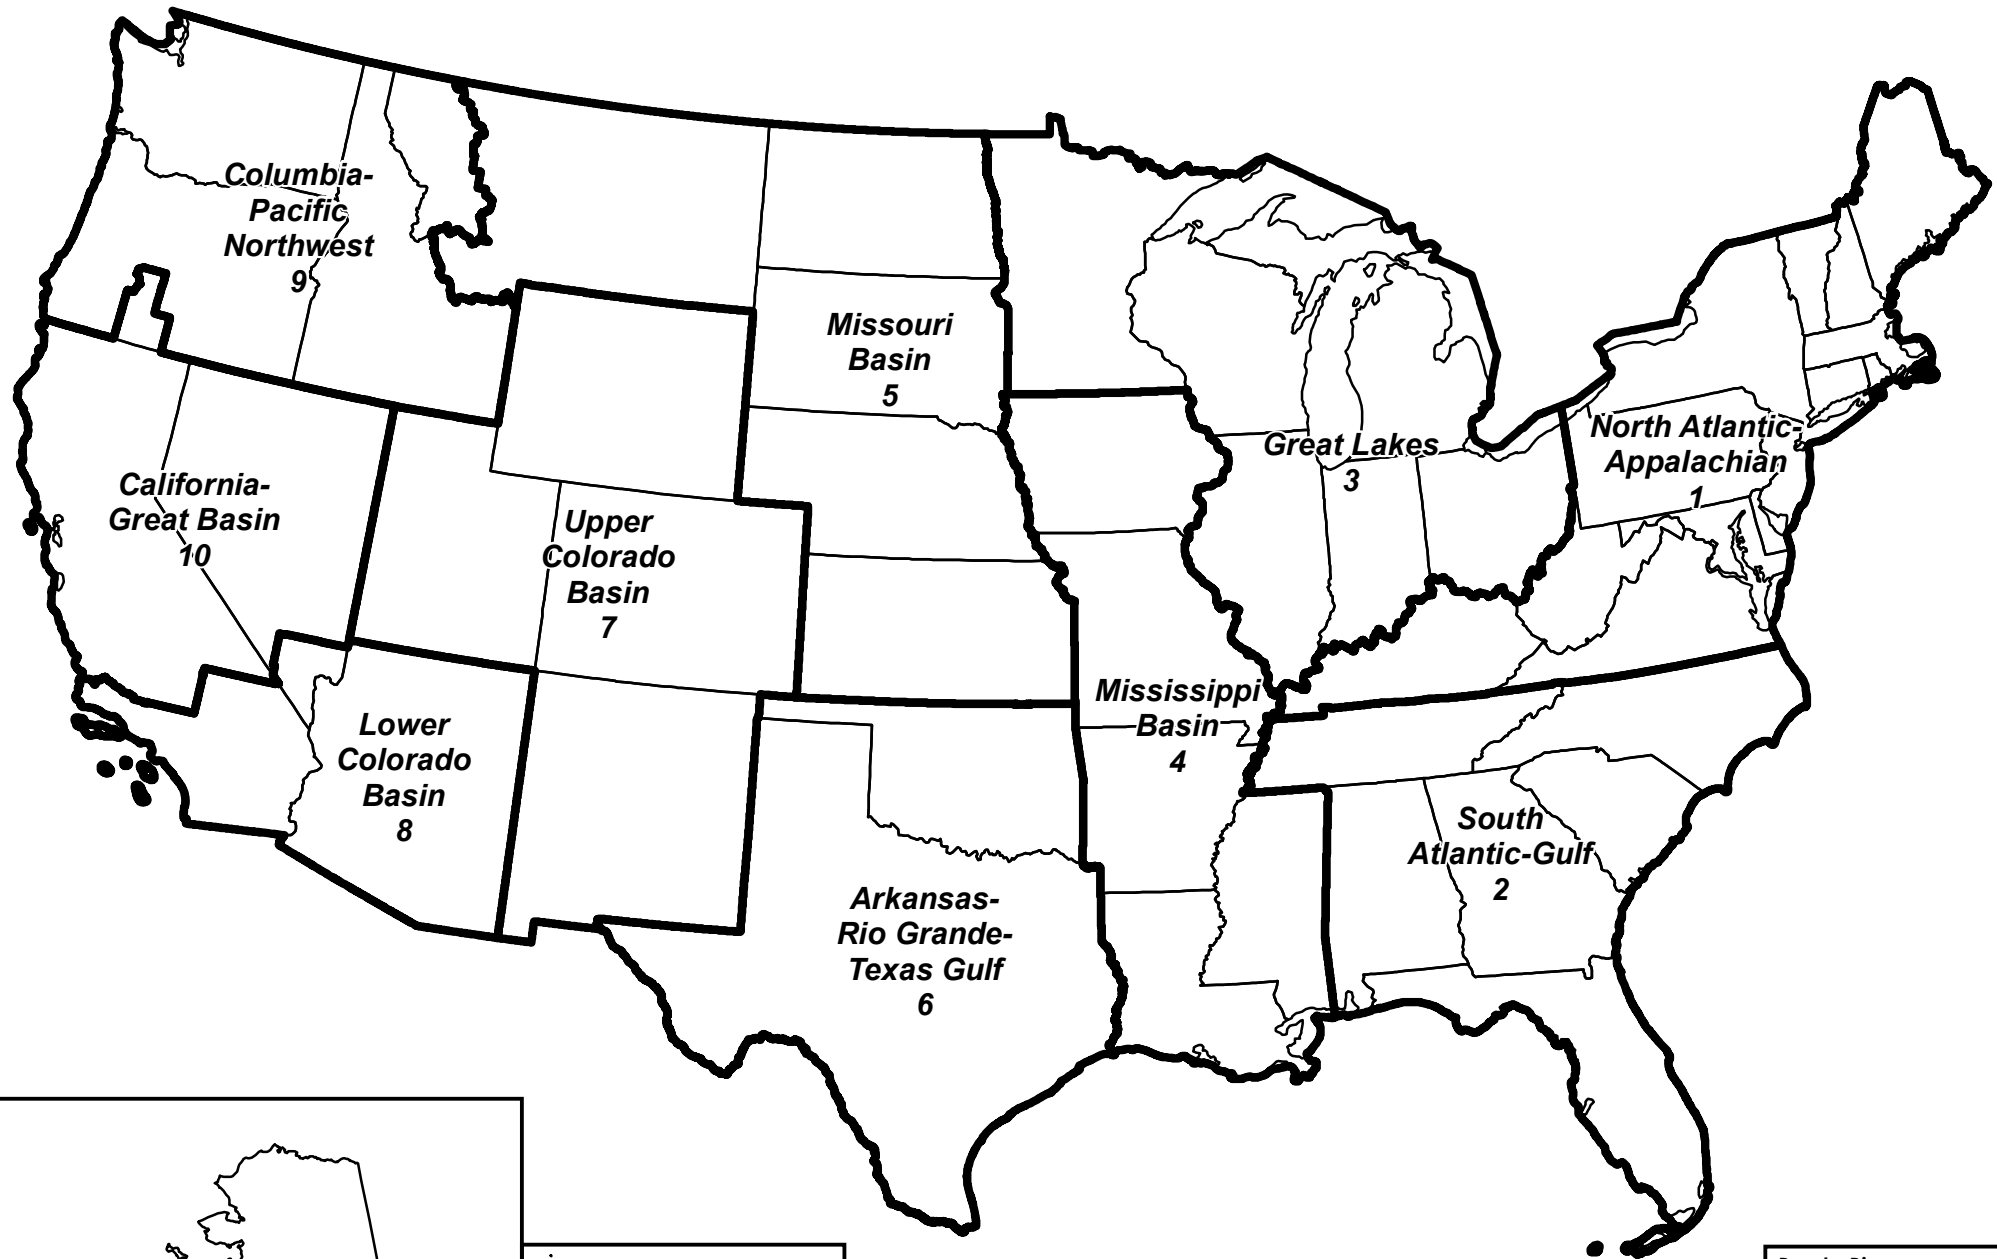 Columbia-
Pacific
Northwest
9
Missouri
Basin
5
Great Lakes
3
North Atlantic-
Appalachian
1
California-
Great Basin
10
Upper
Colorado
Basin
7
Mississippi
Basin
4
Lower
Colorado
Basin
8
South
Atlantic-Gulf
2
Arkansas-
Rio Grande-
Texas Gulf
6